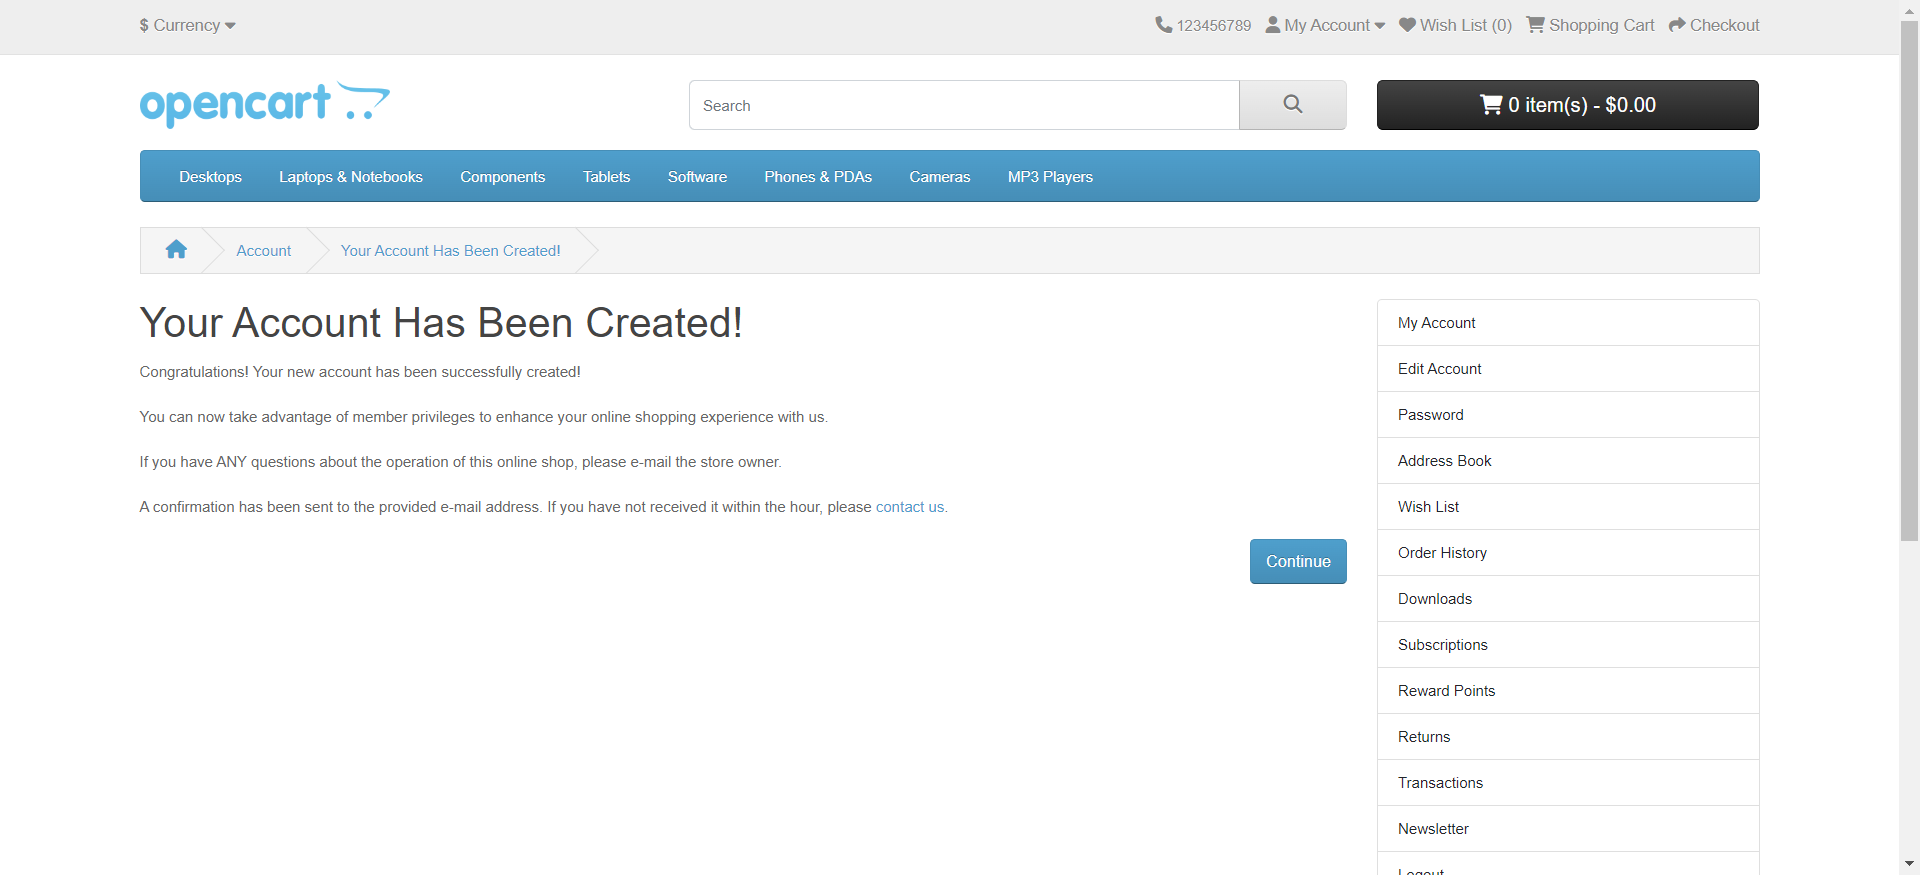 $ Currency
123456789 My Account Wish List (0) Shopping Cart Checkout
opencart
Search
0 item(s) - $0.00
Desktops Laptops & Notebooks Components Tablets Software Phones & PDAs Cameras MP3 Players
Account Your Account Has Been Created!
Your Account Has Been Created!
Congratulations! Your new account has been successfully created!
You can now take advantage of member privileges to enhance your online shopping experience with us.
If you have ANY questions about the operation of this online shop, please e-mail the store owner.
A confirmation has been sent to the provided e-mail address. If you have not received it within the hour, please contact us.
Continue
My Account
Edit Account
Password
Address Book
Wish List
Order History
Downloads
Subscriptions
Reward Points
Returns
Transactions
Newsletter
Logout